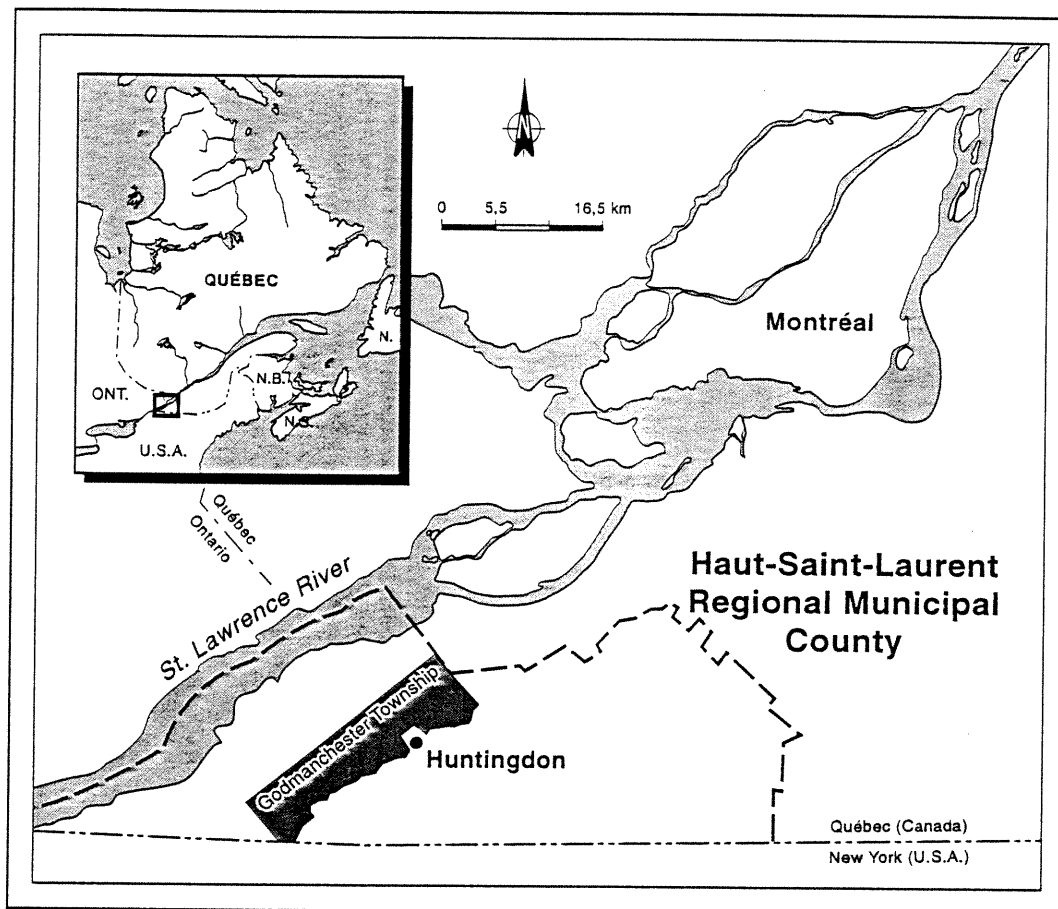 N
0 5,5 16,5 km
QUÉBEC
N.
ONT.
N.B.
N.S.
U.S.A.
Montréal
Québec
Ontario
St. Lawrence River
Haut-Saint-Laurent
Regional Municipal
County
Godmanchester Township
Huntingdon
Québec (Canada)
New York (U.S.A.)